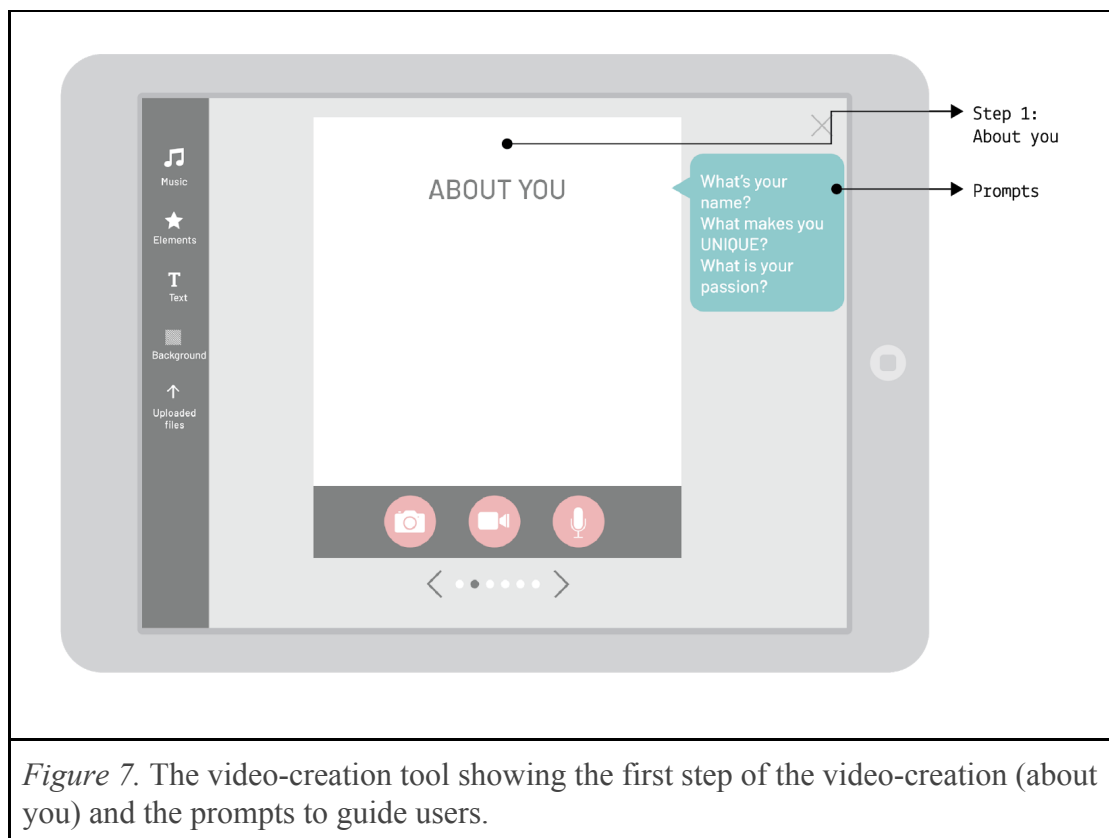 Music
Elements
T
Text
Background
Uploaded
files
ABOUT YOU
What's your
name?
What makes you
UNIQUE?
What is your
passion?
Step 1:
About you
Prompts
Figure 7. The video-creation tool showing the first step of the video-creation (about
you) and the prompts to guide users.